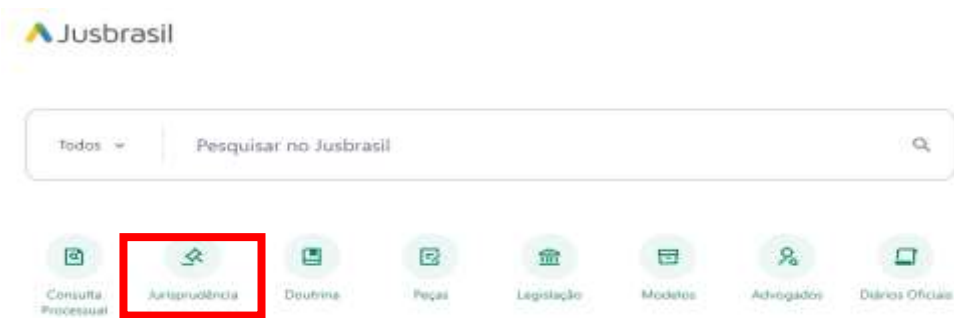 Jusbrasil
Todos
Pesquisar no Jusbrasil
Consulta Processual
Jurisprudência
Doutrina
Peças
Legislação
Modelos
Advogados
Diários Oficiais